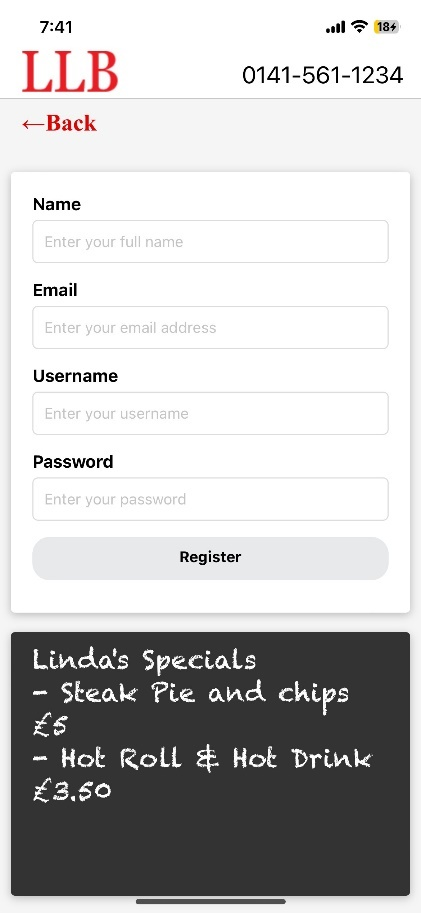 7:41
18
LLB
0141-561-1234
←Back
Name
Enter your full name
Email
Enter your email address
Username
Enter your username
Password
Enter your password
Register
Linda's Specials
- Steak Pie and chips
£5
- Hot Roll & Hot Drink
£3.50